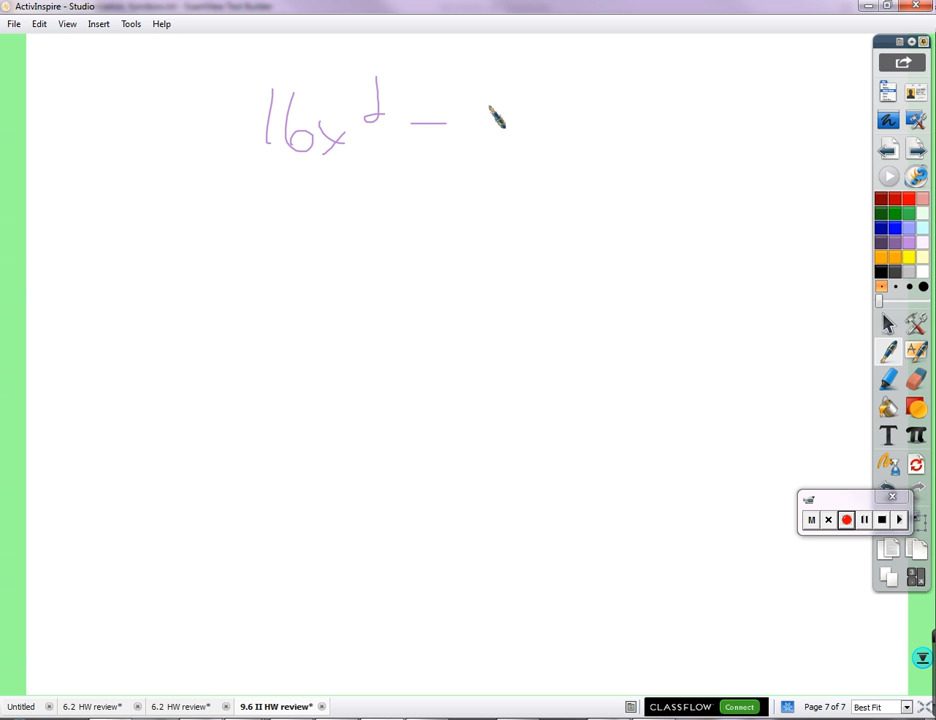 ActivInspire - Studio
File Edit View Insert Tools Help
16x² –
M
T π
Untitled 6.2 HW review* 6.2 HW review* 9.6 II HW review* CLASSFLOW Connect Page 7 of 7 Best Fit